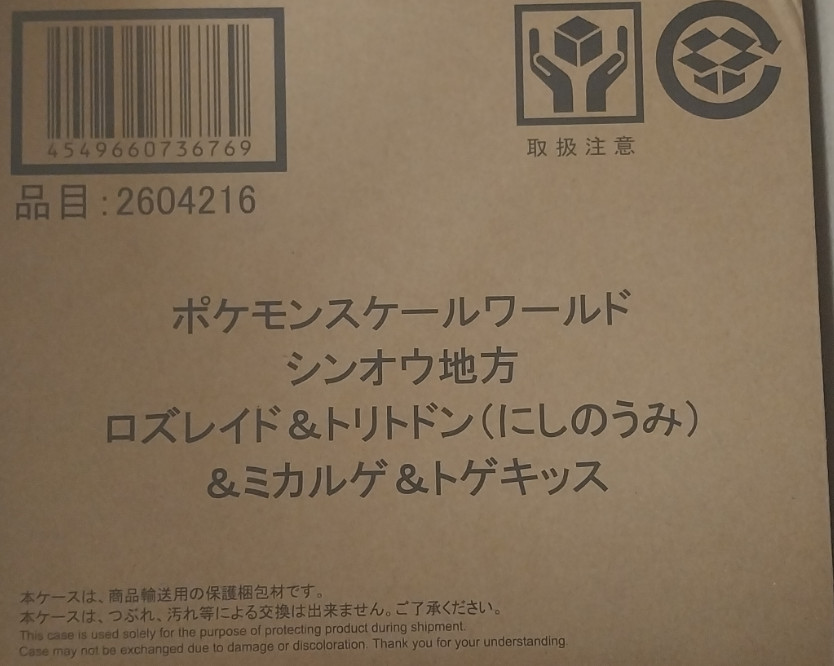 4549660736769
取扱注意
品目:2604216
ポケモンスケールワールド
シンオウ地方
ロズレイド&トリトドン(にしのうみ)
&ミカルゲ&トゲキッス
本ケースは、商品輸送用の保護梱包材です。
本ケースは、つぶれ、汚れ等による交換は出来ません。ご了承ください。
This case is used solely for the purpose of protecting product during shipment.
Case may not be exchanged due to damage or discoloration. Thank you for your understanding.